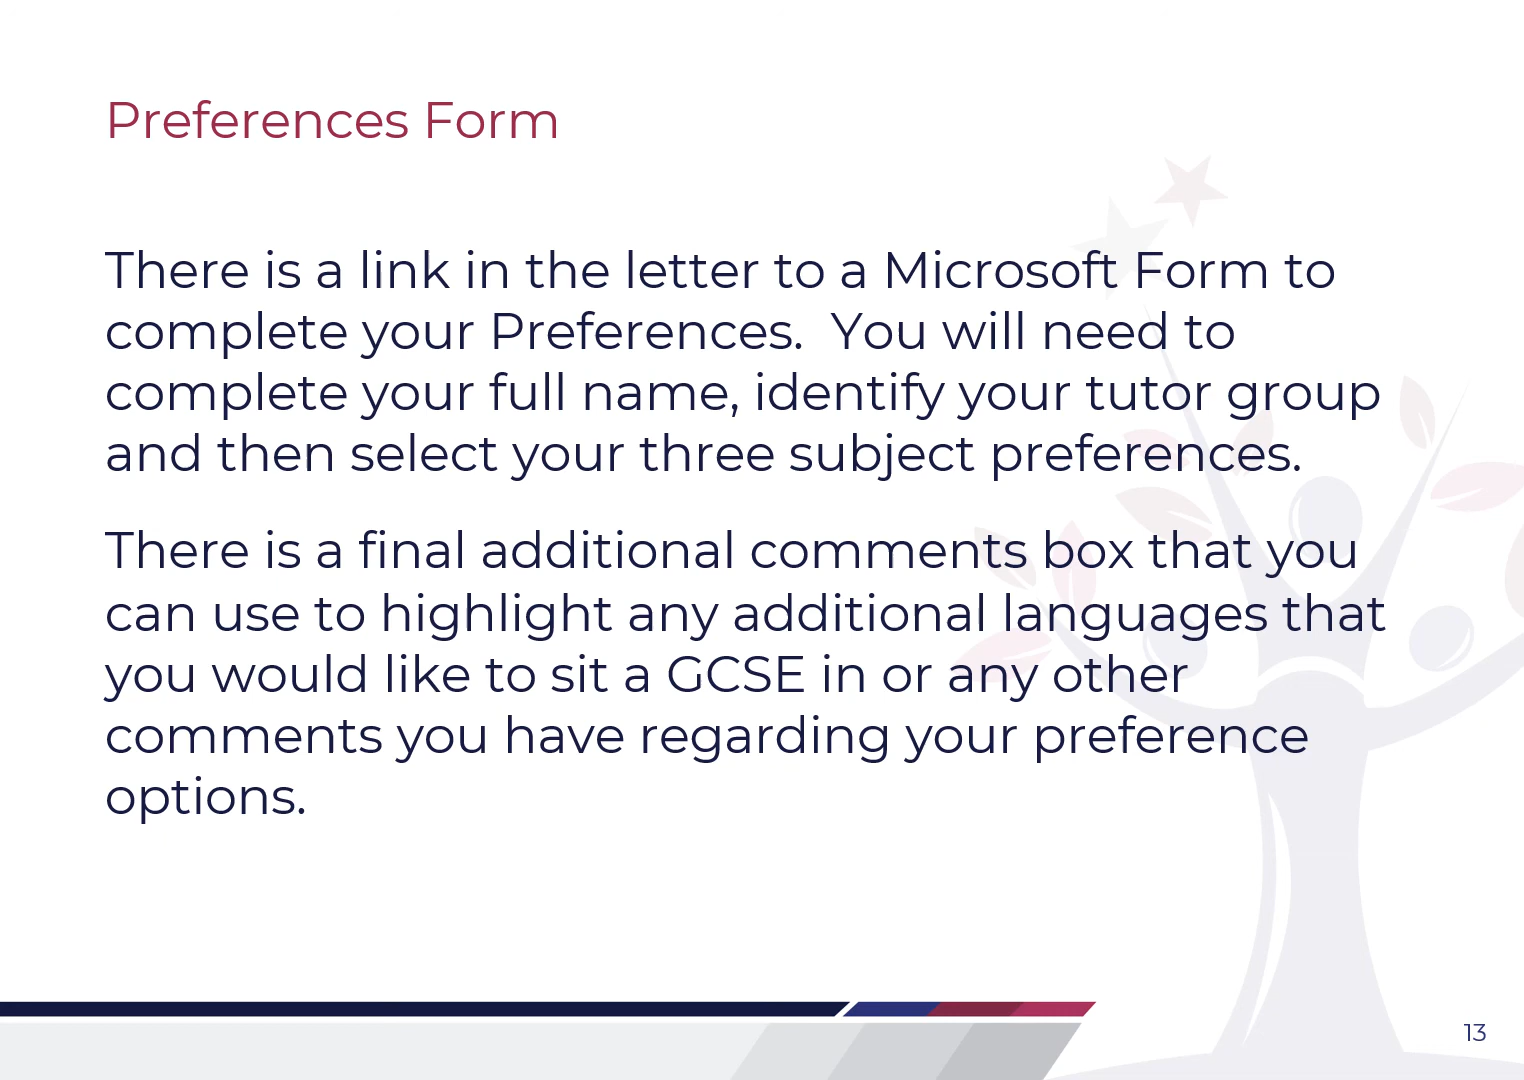 Preferences Form
There is a link in the letter to a Microsoft Form to
complete your Preferences.  You will need to
complete your full name, identify your tutor group
and then select your three subject preferences.
There is a final additional comments box that you
can use to highlight any additional languages that
you would like to sit a GCSE in or any other
comments you have regarding your preference
options.
13